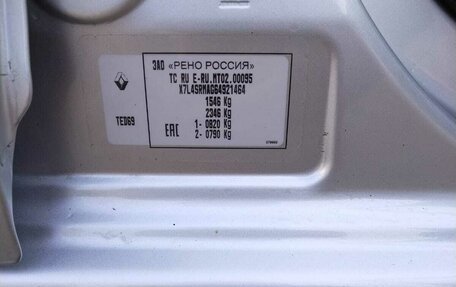 ЗАО «РЕНО РОССИЯ»
TC RU E-RU.MT02.00095
X7L4SRMAG64921464
1546 Kg
2346 Kg
1- 0820 Kg
2- 0790 Kg
TED69
EAC